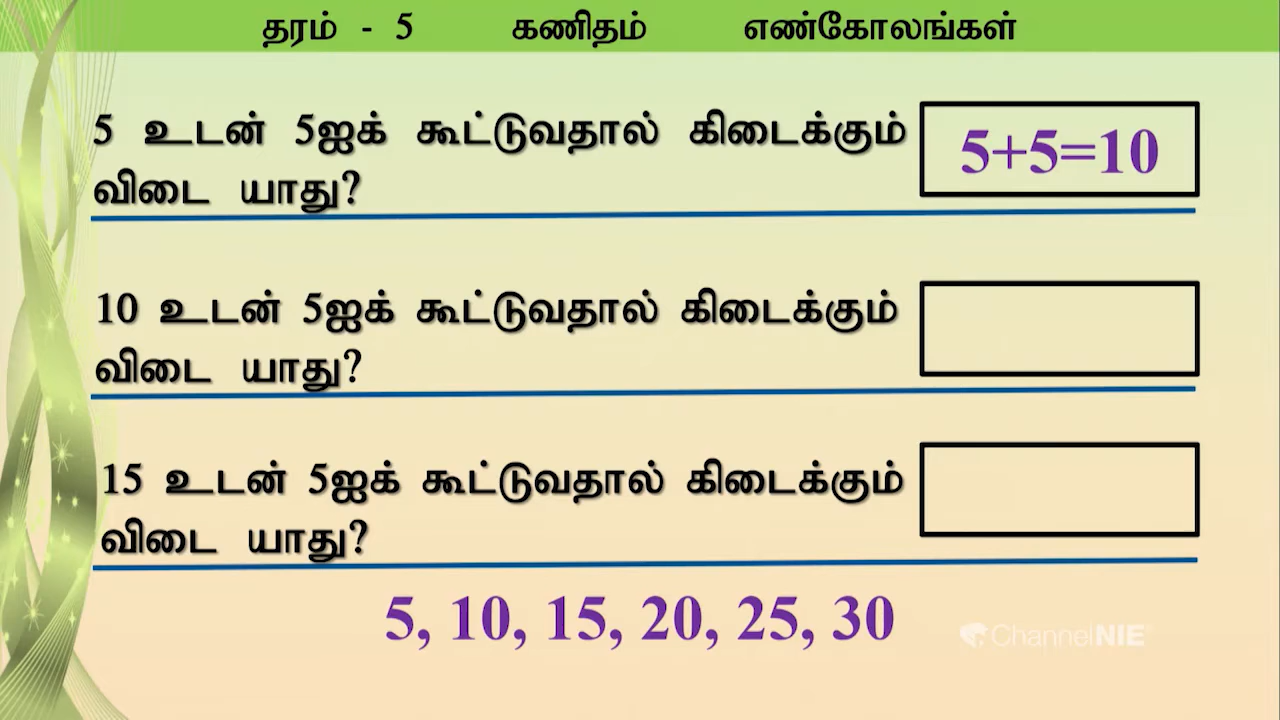 தரம் - 5 கணிதம் எண்கோலங்கள்
5 உடன் 5ஐக் கூட்டுவதால் கிடைக்கும்
விடை யாது?
5+5=10
10 உடன் 5ஐக் கூட்டுவதால் கிடைக்கும்
விடை யாது?
15 உடன் 5ஐக் கூட்டுவதால் கிடைக்கும்
விடை யாது?
5, 10, 15, 20, 25, 30
ChannelNIE